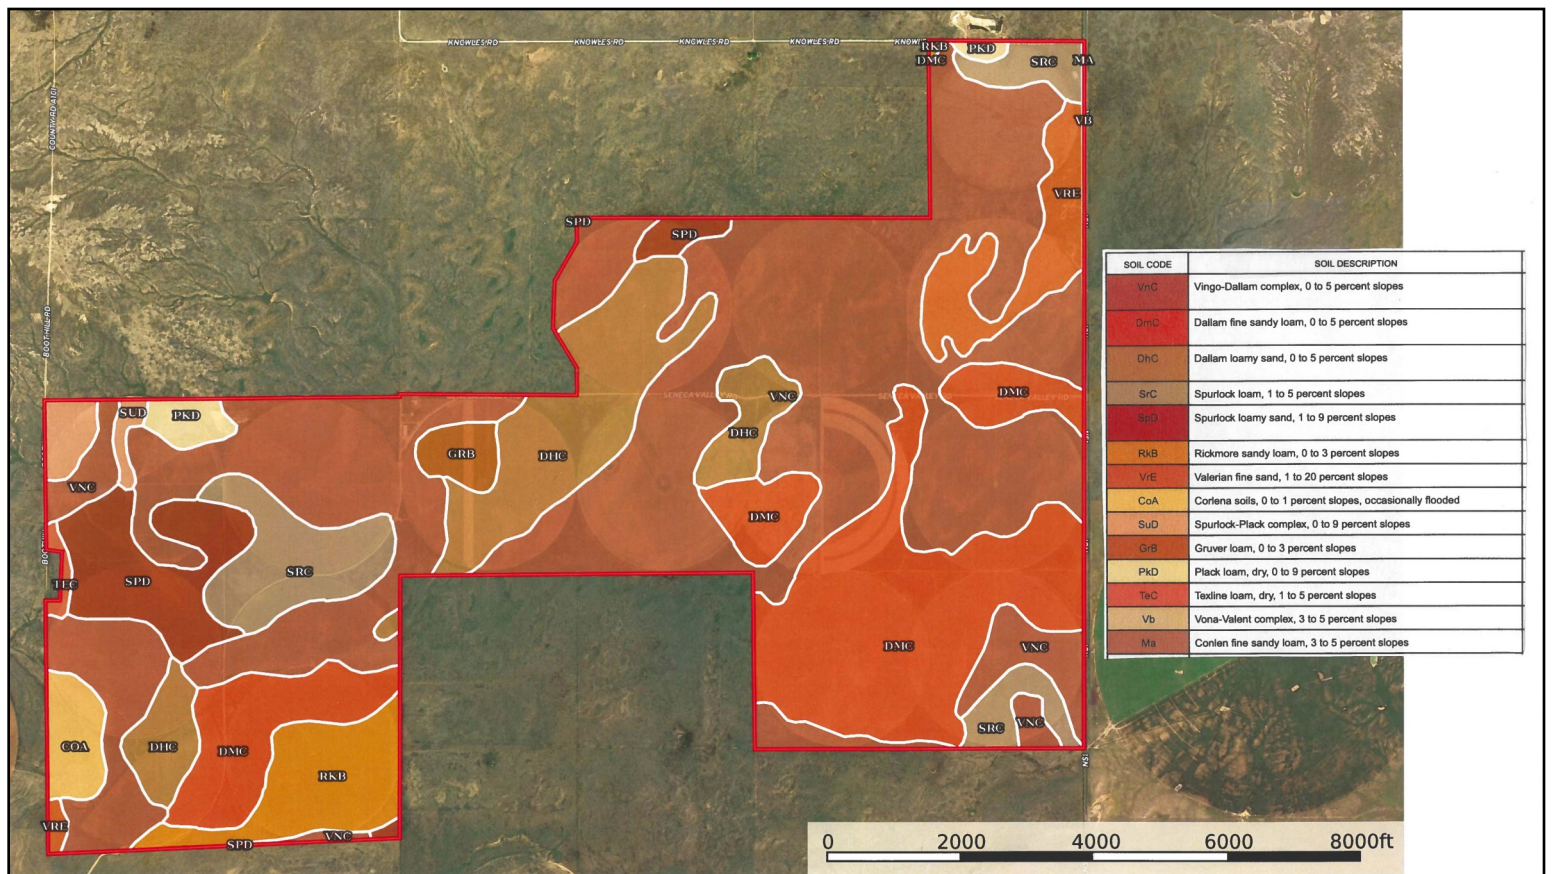 KNOWLES RD KNOWLES RD KNOWLES RD KNOWLES RD KNOWL
RKB PKD
DMC SRC MA
COUNTY RD A101
VB
VRE
SPD
SPD
BOOTHILL RD
SENECA VALLEY RD
VNC
DMC
SUD PKD
DHC
GRB DHC
VNC
DMC
TEC SPD SRC
DMC VNC
SRC VNC
COA DHC DMC
RKB
NSI
VRE
SPD VNC
SOIL CODE SOIL DESCRIPTION
VnC Vingo-Dallam complex, 0 to 5 percent slopes
DmC Dallam fine sandy loam, 0 to 5 percent slopes
DhC Dallam loamy sand, 0 to 5 percent slopes
SrC Spurlock loam, 1 to 5 percent slopes
SpD Spurlock loamy sand, 1 to 9 percent slopes
RkB Rickmore sandy loam, 0 to 3 percent slopes
VrE Valerian fine sand, 1 to 20 percent slopes
CoA Corlena soils, 0 to 1 percent slopes, occasionally flooded
SuD Spurlock-Plack complex, 0 to 9 percent slopes
GrB Gruver loam, 0 to 3 percent slopes
PkD Plack loam, dry, 0 to 9 percent slopes
TeC Texline loam, dry, 1 to 5 percent slopes
Vb Vona-Valent complex, 3 to 5 percent slopes
Ma Conlen fine sandy loam, 3 to 5 percent slopes
0 2000 4000 6000 8000ft